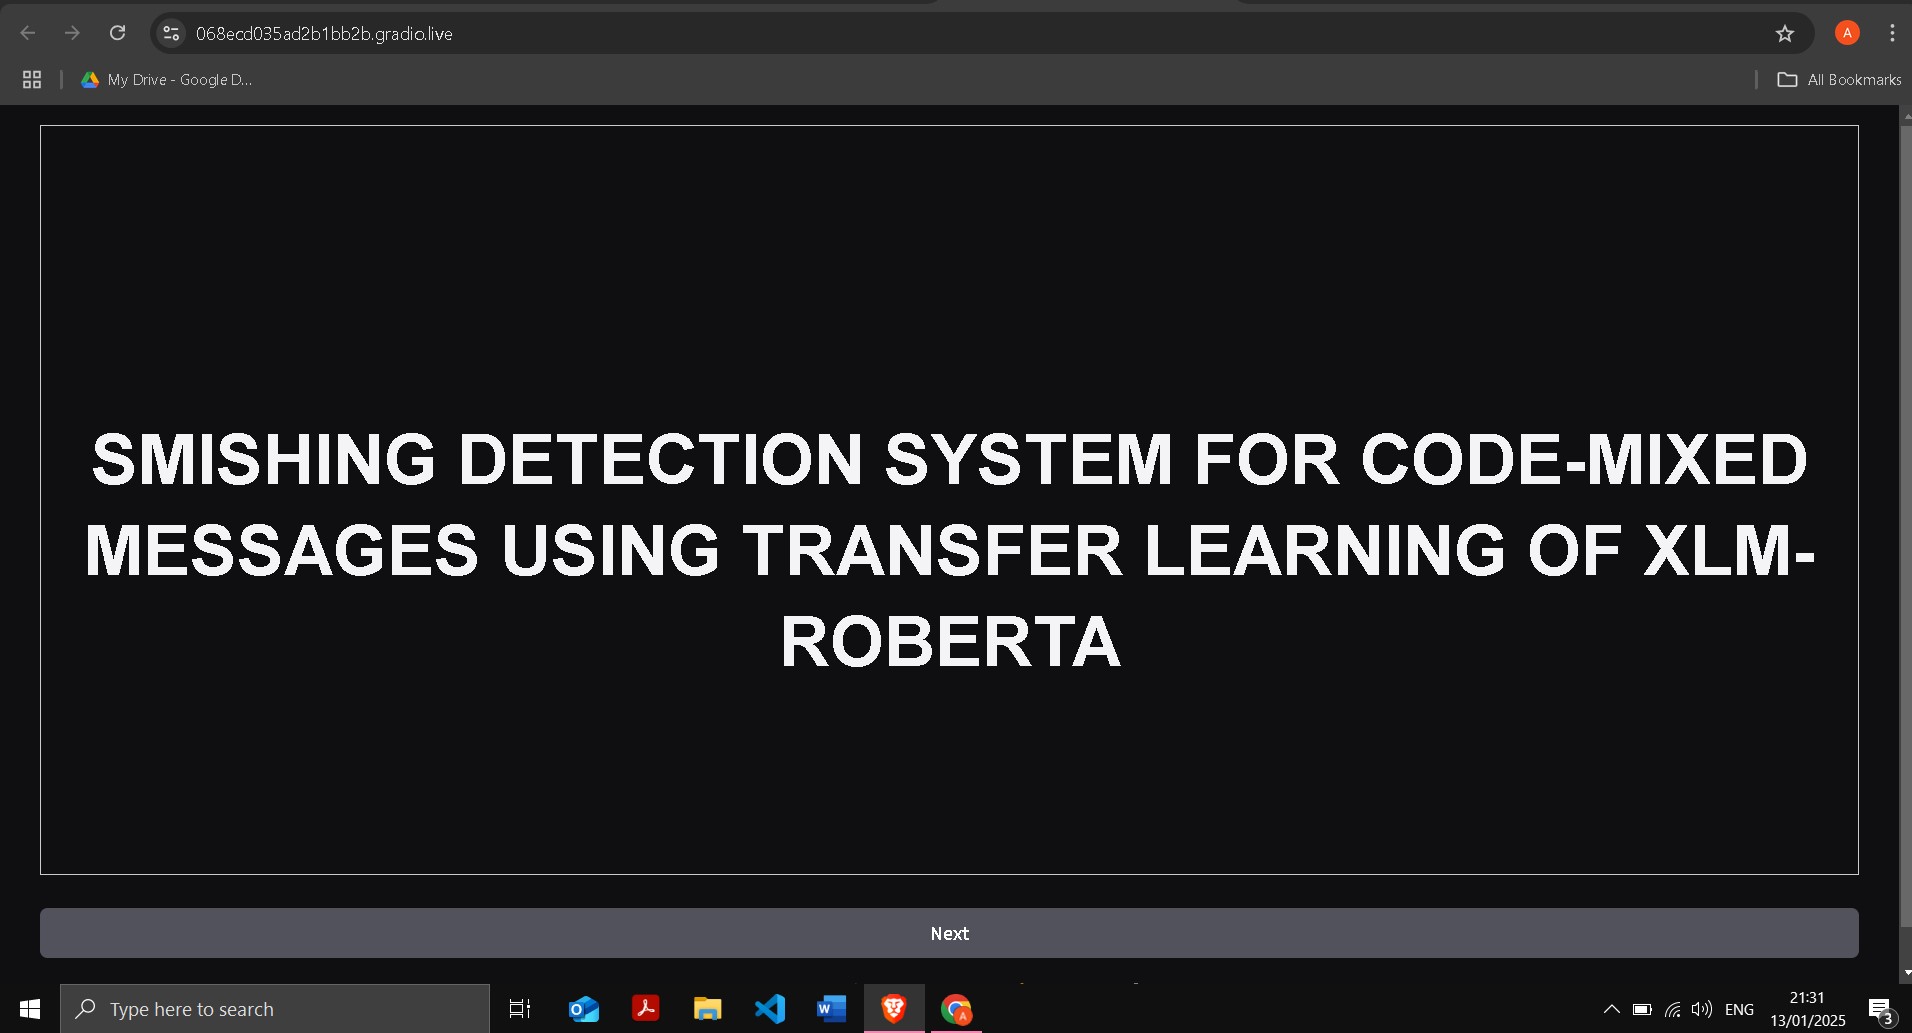 068ecd035ad2b1bb2b.gradio.live
A
My Drive - Google D...
All Bookmarks
SMISHING DETECTION SYSTEM FOR CODE-MIXED
MESSAGES USING TRANSFER LEARNING OF XLM-
ROBERTA
Next
Type here to search
ENG
21:31
13/01/2025
3